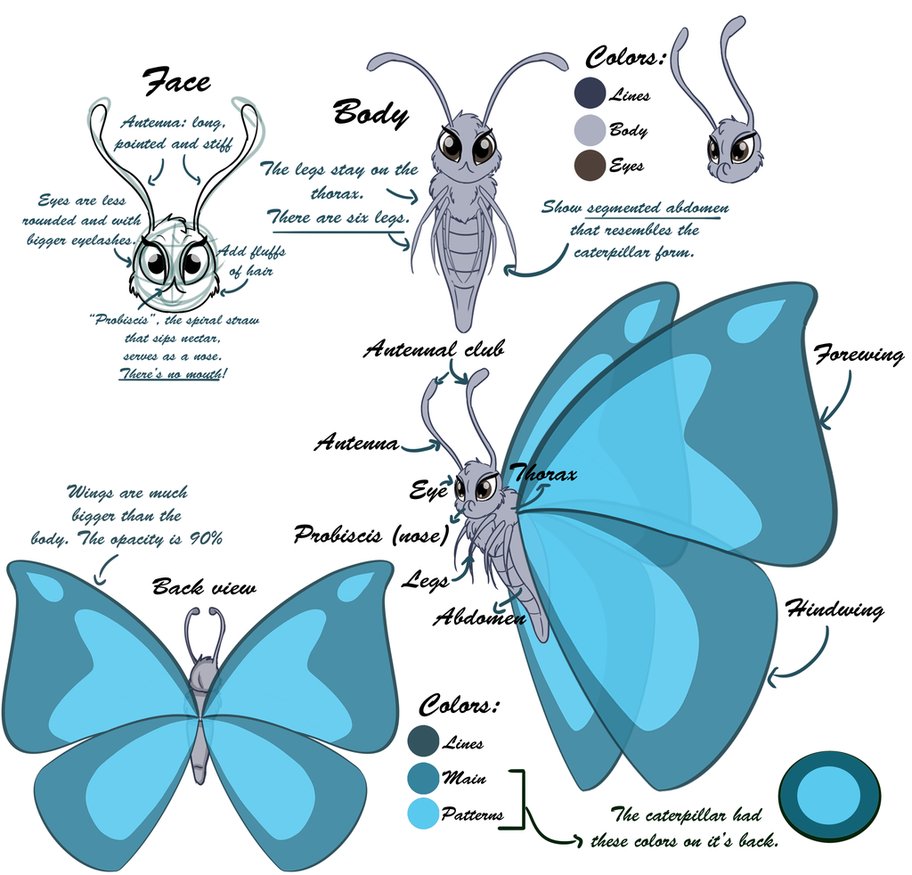 Face
Antenna: long,
pointed and stiff
Eyes are less
rounded and with
bigger eyelashes.
Add fluffs
of hair
"Probiscis", the spiral straw
that sips nectar,
serves as a nose.
There's no mouth!
Body
The legs stay on the
thorax.
There are six legs.
Colors:
Lines
Body
Eyes
Show segmented abdomen
that resembles the
caterpillar form.
Antennal club
Antenna
Eye
Thorax
Probiscis (nose)
Legs
Abdomen
Forewing
Hindwing
Wings are much
bigger than the
body. The opacity is 90%
Back view
Colors:
Lines
Main
Patterns
The caterpillar had
these colors on it's back.